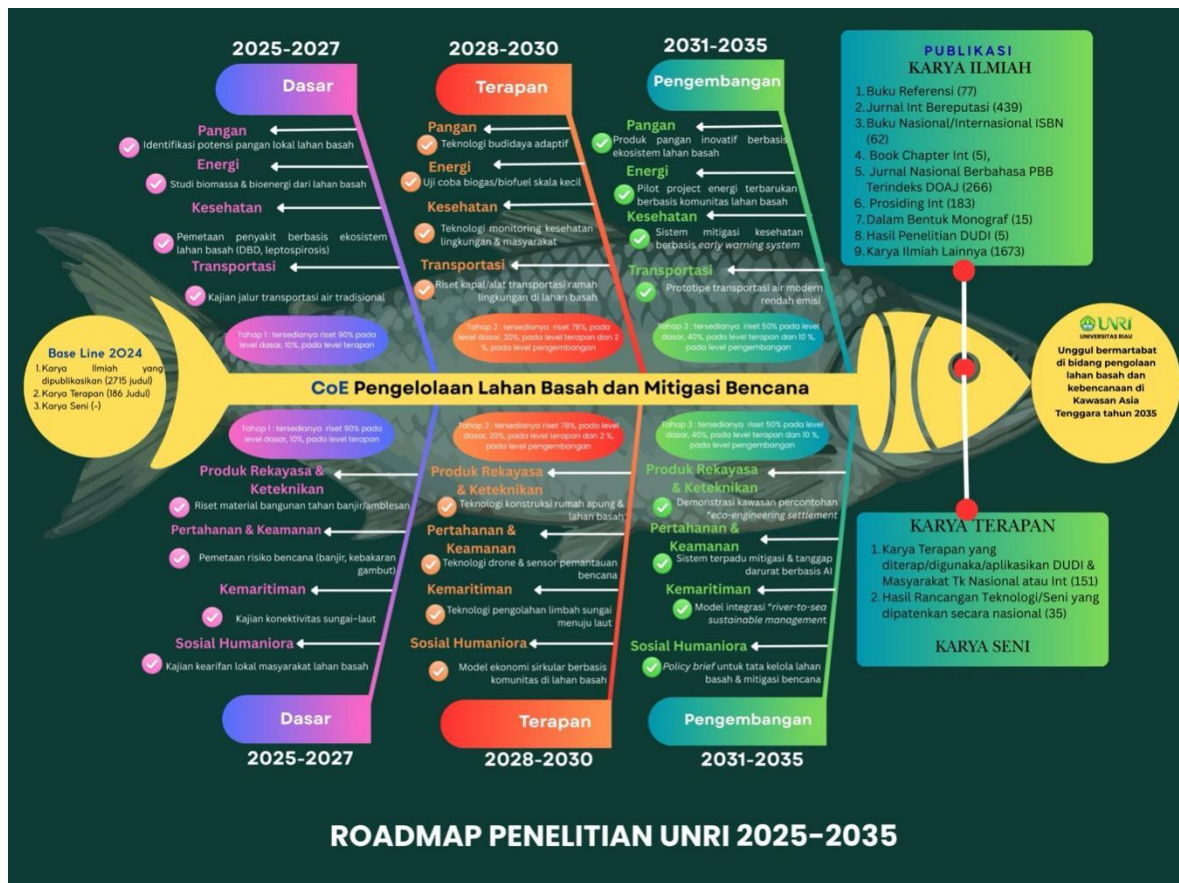 2025-2027
Dasar
Pangan
Identifikasi potensi pangan lokal lahan basah
Energi
Studi biomassa & bioenergi dari lahan basah
Kesehatan
Pemetaan penyakit berbasis ekosistem
lahan basah (DBD, leptospirosis)
Transportasi
Kajian jalur transportasi air tradisional
Tahap 1 : tersedianya riset 90% pada
level dasar, 10%, pada level terapan
2028-2030
Terapan
Pangan
Teknologi budidaya adaptif
Energi
Uji coba biogas/biofuel skala kecil
Kesehatan
Teknologi monitoring kesehatan
lingkungan & masyarakat
Transportasi
Riset kapal/alat transportasi ramah
lingkungan di lahan basah
Tahap 2 : tersedianya riset 78%, pada
level dasar, 20%, pada level terapan dan 2
%, pada level pengembangan
2031-2035
Pengembangan
Pangan
Produk pangan inovatif berbasis
ekosistem lahan basah
Energi
Pilot project energi terbarukan
berbasis komunitas lahan basah
Kesehatan
Sistem mitigasi kesehatan
berbasis early warning system
Transportasi
Prototipe transportasi air modern
rendah emisi
Tahap 3 : tersedianya riset 50% pada level
dasar, 40%, pada level terapan dan 10 %,
pada level pengembangan
PUBLIKASI
KARYA ILMIAH
1. Buku Referensi (77)
2. Jurnal Int Bereputasi (439)
3. Buku Nasional/Internasional ISBN
(62)
4. Book Chapter Int (5),
5. Jurnal Nasional Berbahasa PBB
Terindeks DOAJ (266)
6. Prosiding Int (183)
7. Dalam Bentuk Monograf (15)
8. Hasil Penelitian DUDI (5)
9. Karya Ilmiah Lainnya (1673)
Base Line 2024
1. Karya Ilmiah yang
dipublikasikan (2715 judul)
2. Karya Terapan (186 Judul)
3. Karya Seni (-)
CoE Pengelolaan Lahan Basah dan Mitigasi Bencana
UNRI
UNIVERSITAS RIAU
Unggul bermartabat
di bidang pengolaan
lahan basah dan
kebencanaan di
Kawasan Asia
Tenggara tahun 2035
Tahap 1 : tersedianya riset 90% pada
level dasar, 10%, pada level terapan
Produk Rekayasa &
Keteknikan
Riset material bangunan tahan banjir/amblesan
Pertahanan & Keamanan
Pemetaan risiko bencana (banjir, kebakaran
gambut)
Kemaritiman
Kajian konektivitas sungai-laut
Sosial Humaniora
Kajian kearifan lokal masyarakat lahan basah
Dasar
2025-2027
Tahap 2 : tersedianya riset 78%, pada level
dasar, 20%, pada level terapan dan 2 %,
pada level pengembangan
Produk Rekayasa
& Keteknikan
Teknologi konstruksi rumah apung &
lahan basah
Pertahanan &
Keamanan
Teknologi drone & sensor pemantauan
bencana
Kemaritiman
Teknologi pengolahan limbah sungai
menuju laut
Sosial Humaniora
Model ekonomi sirkular berbasis
komunitas di lahan basah
Terapan
2028-2030
Tahap 3 : tersedianya riset 50% pada level
dasar, 40%, pada level terapan dan 10 %,
pada level pengembangan
Produk Rekayasa
& Keteknikan
Demonstrasi kawasan percontohan
"eco-engineering settlement
Pertahanan &
Keamanan
Sistem terpadu mitigasi & tanggap
darurat berbasis AI
Kemaritiman
Model integrasi "river-to-sea
sustainable management
Sosial Humaniora
Policy brief untuk tata kelola lahan
basah & mitigasi bencana
Pengembangan
2031-2035
KARYA TERAPAN
1. Karya Terapan yang
diterap/digunaka/aplikasikan DUDI &
Masyarakat Tk Nasional atau Int (151)
2. Hasil Rancangan Teknologi/Seni yang
dipatenkan secara nasional (35)
KARYA SENI
ROADMAP PENELITIAN UNRI 2025-2035